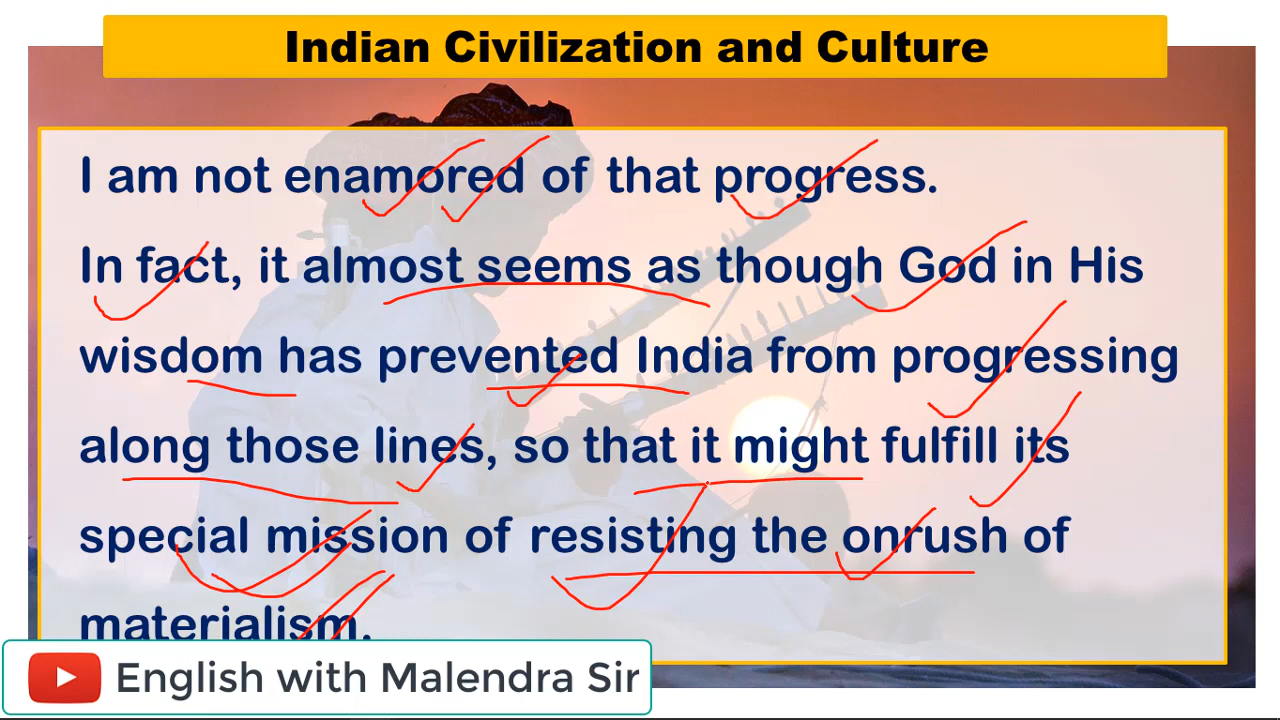 Indian Civilization and Culture
I am not enamored of that progress.
In fact, it almost seems as though God in His
wisdom has prevented India from progressing
along those lines, so that it might fulfill its
special mission of resisting the onrush of
materialism.
English with Malendra Sir